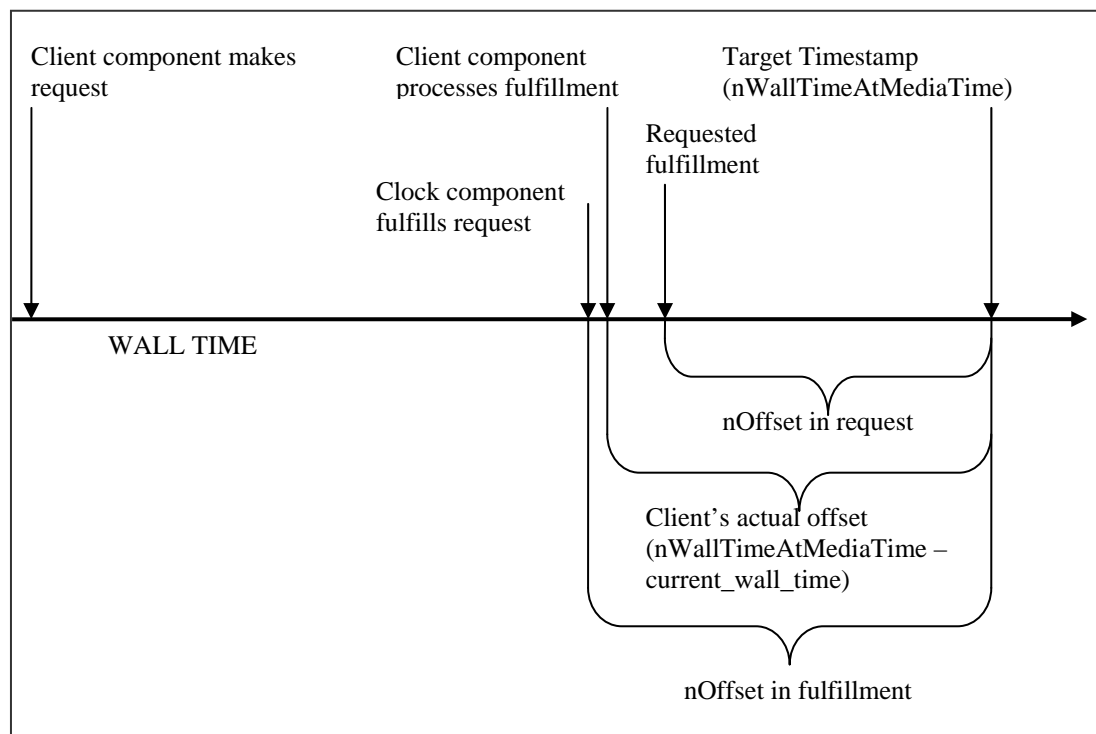 Client component makes
request
Client component
processes fulfillment
Target Timestamp
(nWallTimeAtMediaTime)
Requested
fulfillment
Clock component
fulfills request
WALL TIME
nOffset in request
Client’s actual offset
(nWallTimeAtMediaTime –
current_wall_time)
nOffset in fulfillment